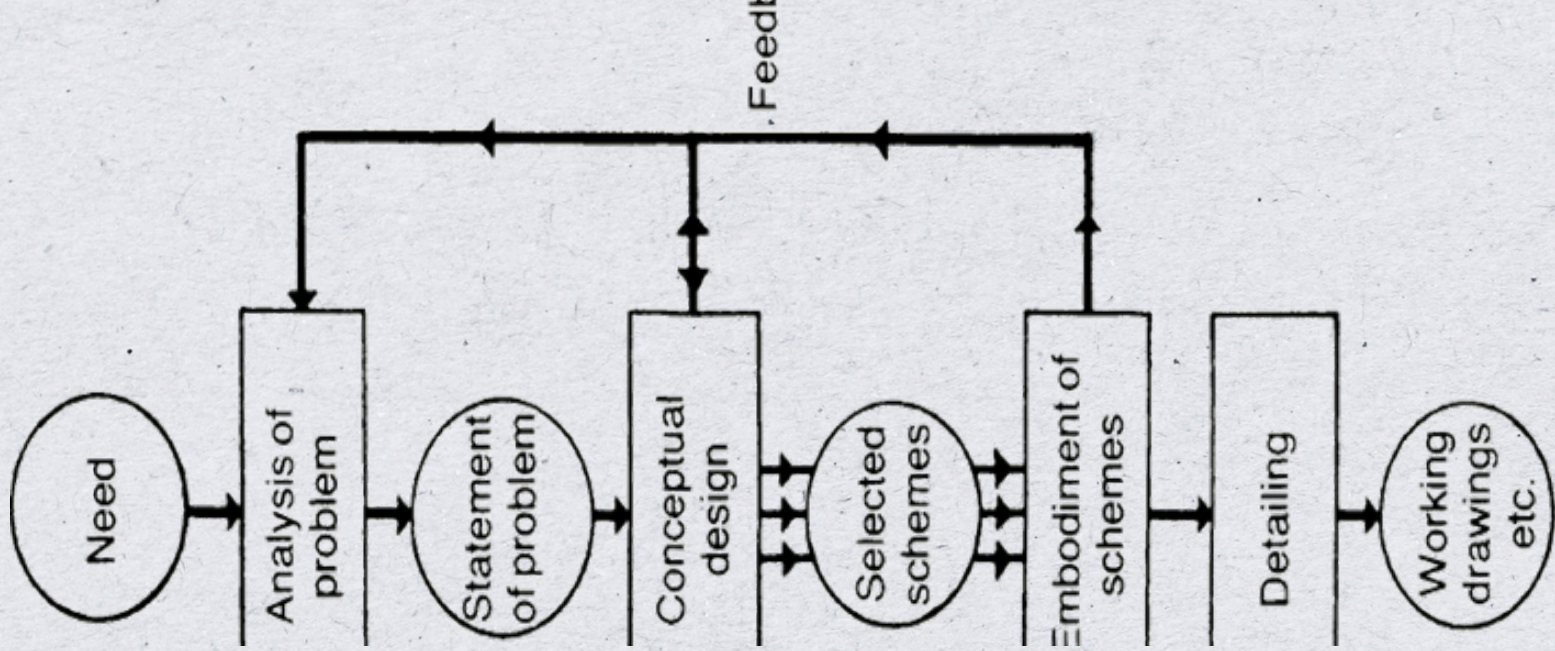 Need
Analysis of
problem
Statement
of problem
Conceptual
design
Selected
schemes
Embodiment of
schemes
Detailing
Working
drawings
etc.
Feedb